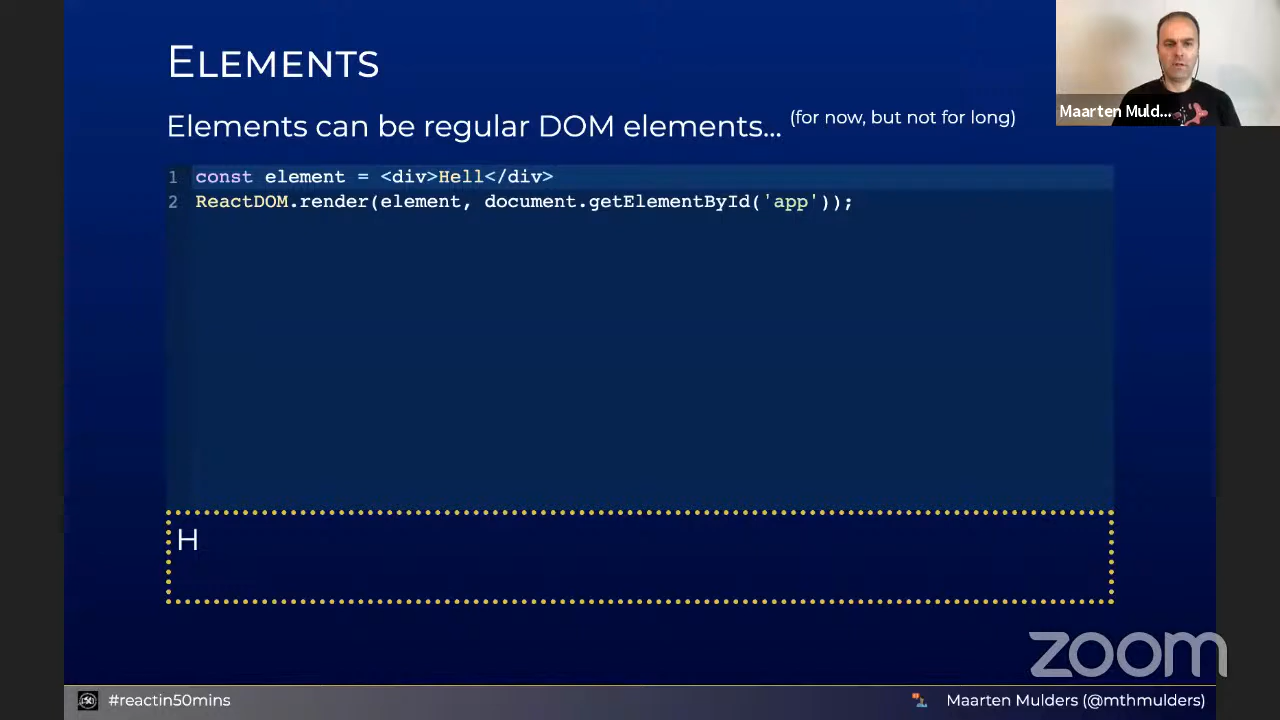 Elements
Elements can be regular DOM elements... (for now, but not for long)
Maarten Muld...
1 const element = <div>Hell</div>
2 ReactDOM.render(element, document.getElementById('app'));
H
zoom
#reactin50mins
Maarten Mulders (@mthmulders)